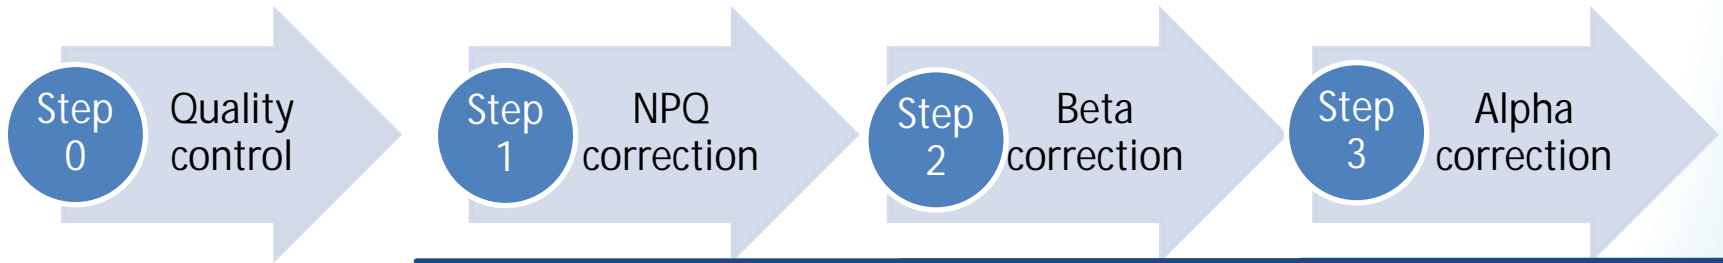 Step
0
Quality
control
Step
1
NPQ
correction
Step
2
Beta
correction
Step
3
Alpha
correction